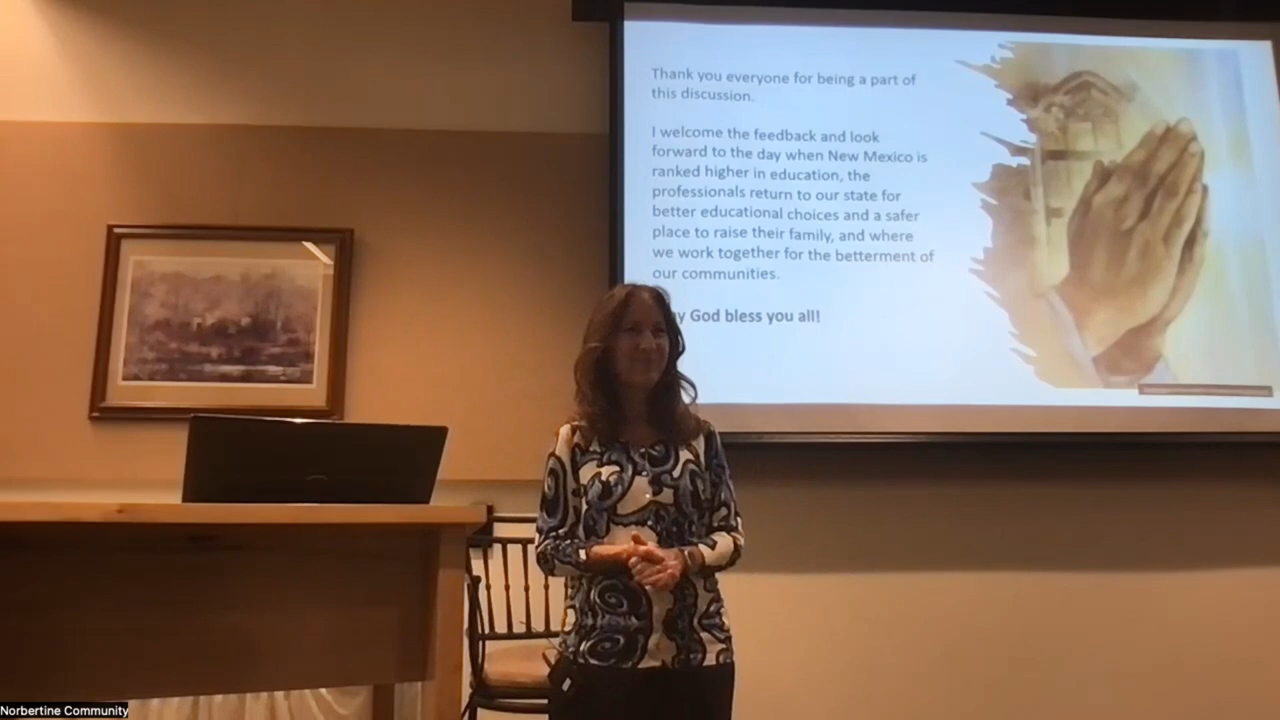 Thank you everyone for being a part of
this discussion.
I welcome the feedback and look
forward to the day when New Mexico is
ranked higher in education, the
professionals return to our state for
better educational choices and a safer
place to raise their family, and where
we work together for the betterment of
our communities.
God bless you all!
Norbertine Community